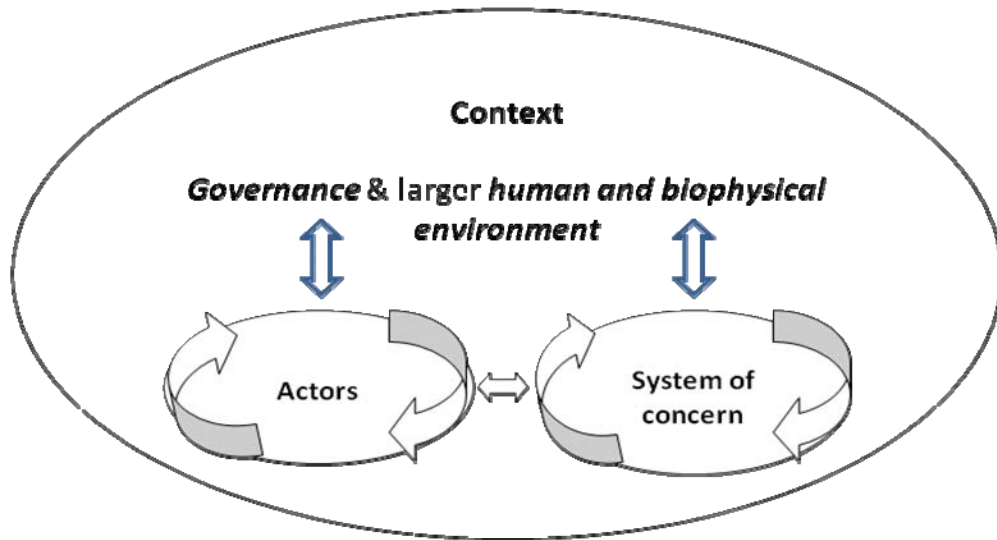 Context
Governance & larger human and biophysical
environment
Actors
System of
concern